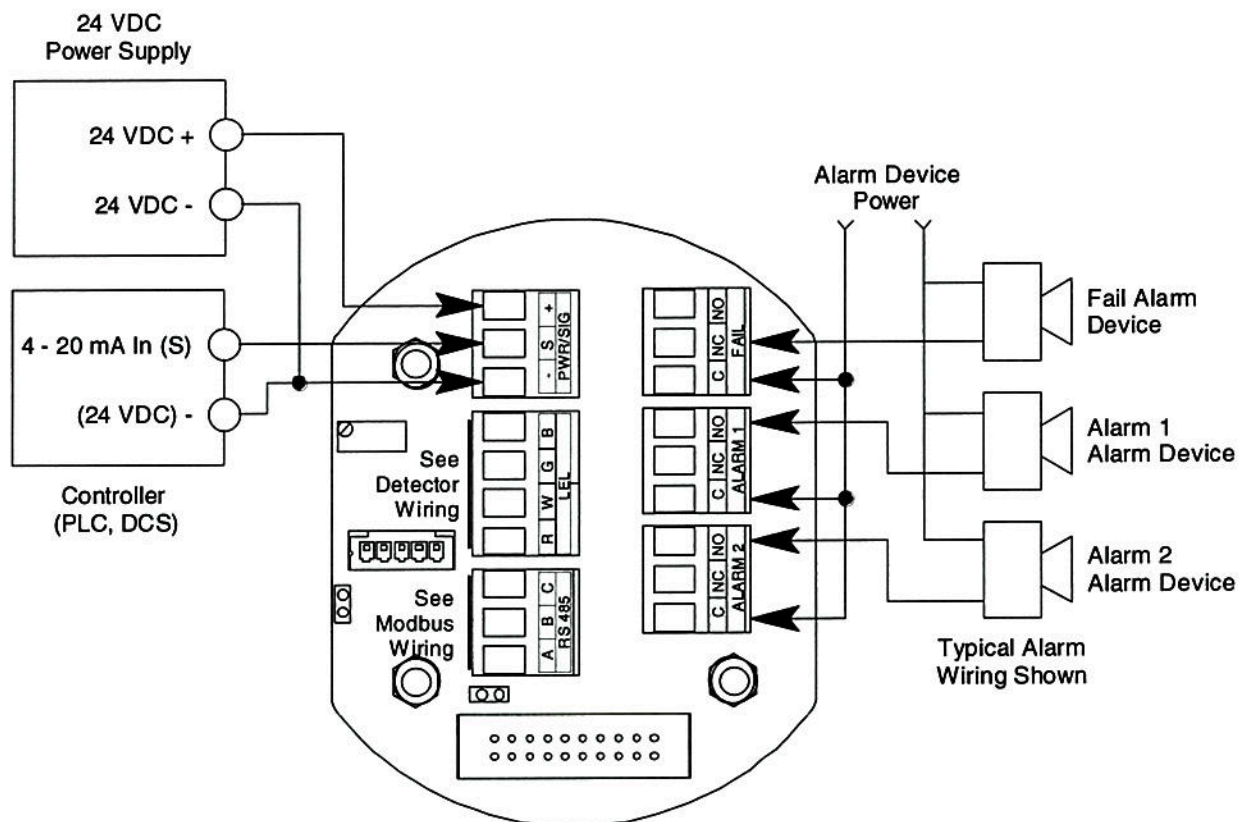 24 VDC
Power Supply
24 VDC +
24 VDC -
4 - 20 mA In (S)
(24 VDC) -
Controller
(PLC, DCS)
+
S
-
PWR/SIG
See
Detector
Wiring
B
G
W
R
LEL
See
Modbus
Wiring
C
B
A
RS 485
Alarm Device
Power
NO
NC
C
FAIL
NO
NC
C
ALARM 1
NO
NC
C
ALARM 2
Fail Alarm
Device
Alarm 1
Alarm Device
Alarm 2
Alarm Device
Typical Alarm
Wiring Shown